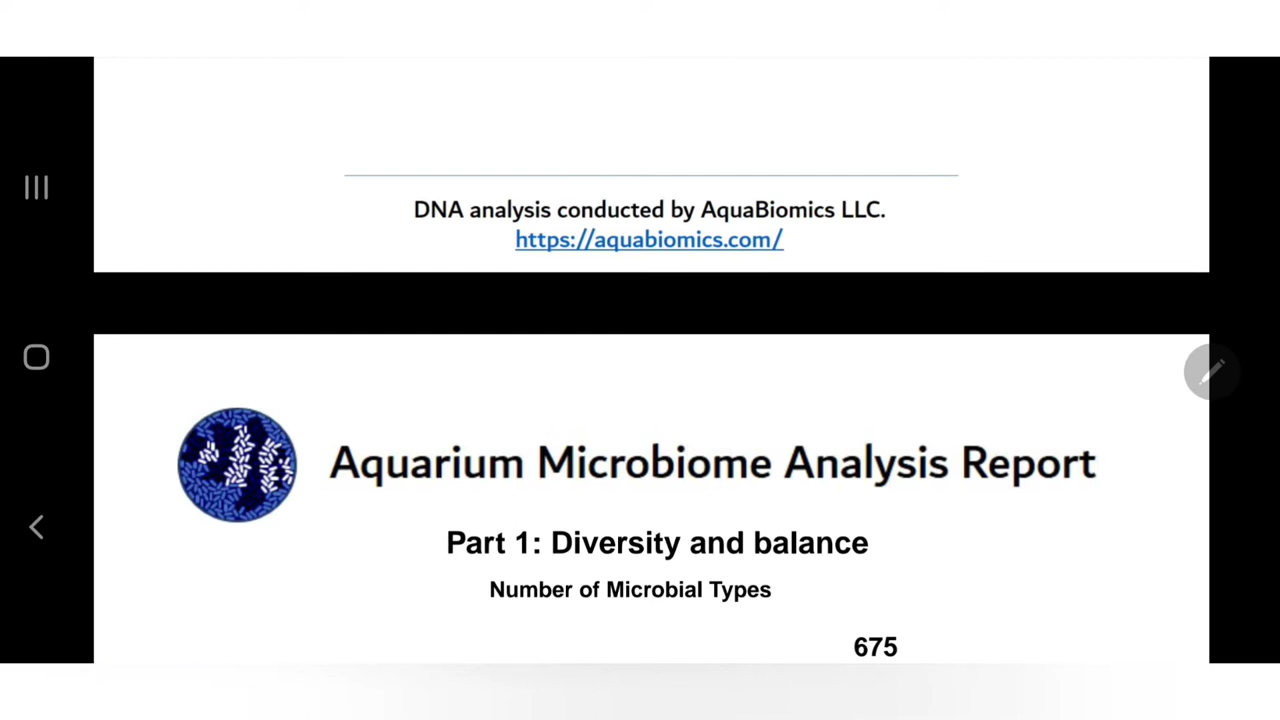 DNA analysis conducted by AquaBiomics LLC.
https://aquabiomics.com/
Aquarium Microbiome Analysis Report
Part 1: Diversity and balance
Number of Microbial Types
675